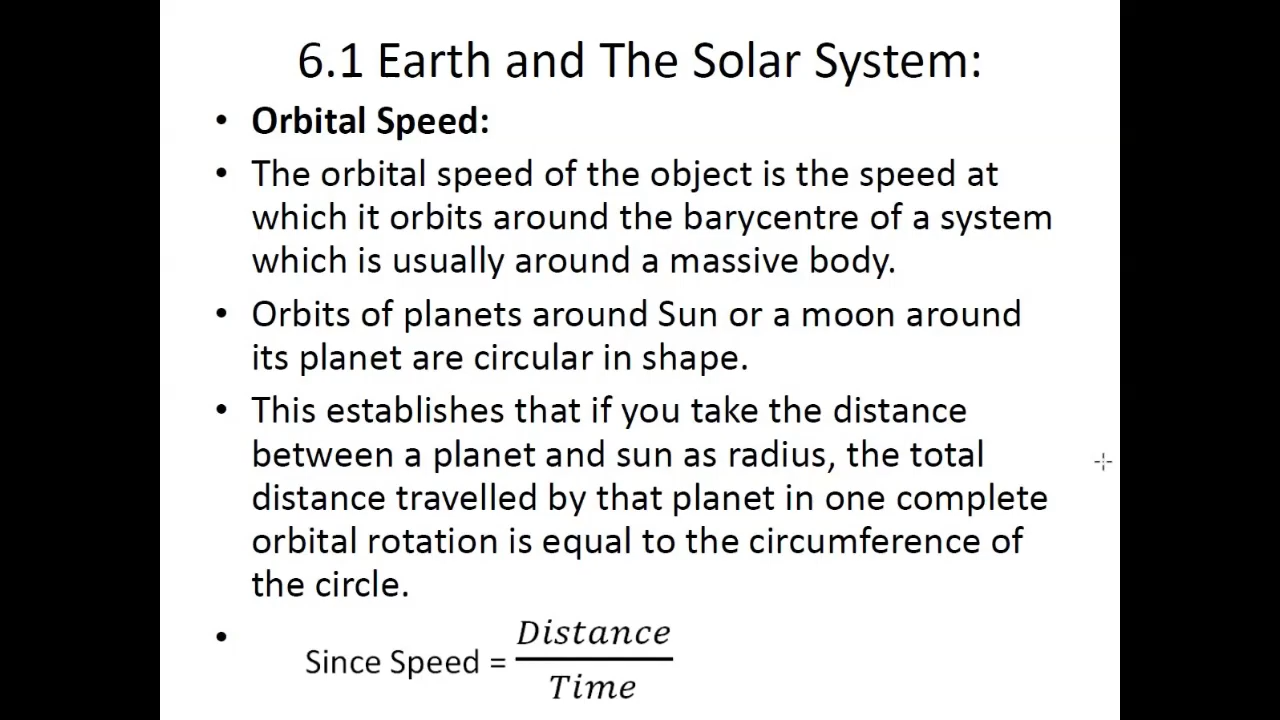 6.1 Earth and The Solar System:
• Orbital Speed:
• The orbital speed of the object is the speed at
which it orbits around the barycentre of a system
which is usually around a massive body.
• Orbits of planets around Sun or a moon around
its planet are circular in shape.
• This establishes that if you take the distance
between a planet and sun as radius, the total
distance travelled by that planet in one complete
orbital rotation is equal to the circumference of
the circle.
• Since Speed = Distance / Time